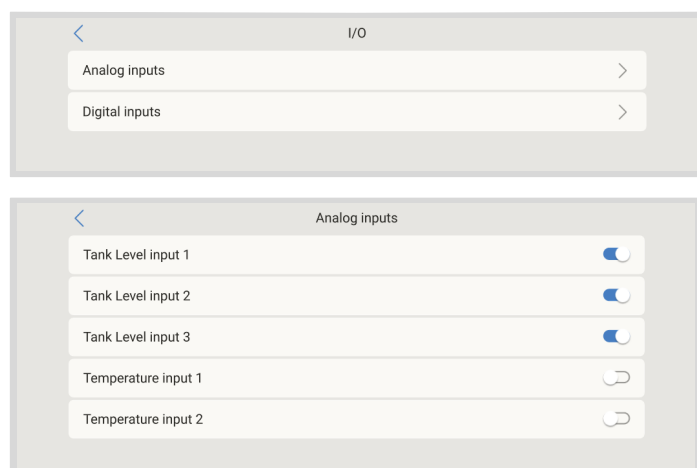 I/O
Analog inputs
Digital inputs
Analog inputs
Tank Level input 1
Tank Level input 2
Tank Level input 3
Temperature input 1
Temperature input 2